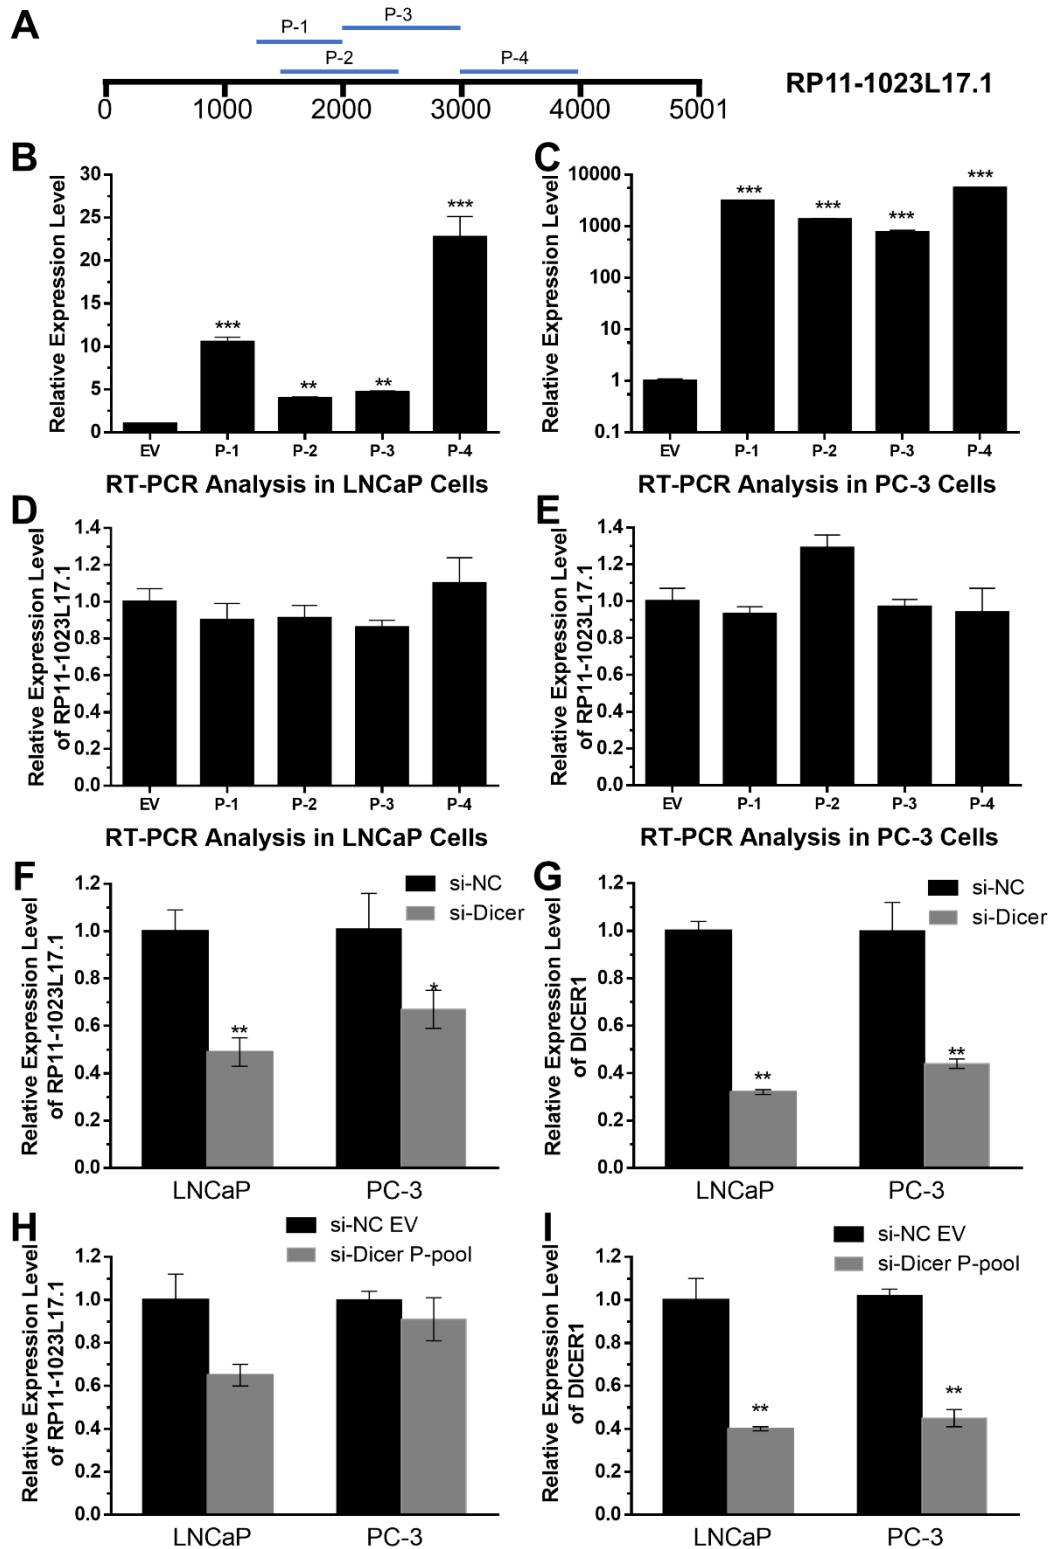 A
P-1
P-3
P-2
P-4
RP11-1023L17.1
0
1000
2000
3000
4000
5001
B
Relative Expression Level
30
25
20
15
10
5
0
***
**
**
***
EV
P-1
P-2
P-3
P-4
RT-PCR Analysis in LNCaP Cells
C
Relative Expression Level
10000
1000
100
10
1
0.1
***
***
***
***
EV
P-1
P-2
P-3
P-4
RT-PCR Analysis in PC-3 Cells
D
Relative Expression Level
of RP11-1023L17.1
1.4
1.2
1.0
0.8
0.6
0.4
0.2
0.0
EV
P-1
P-2
P-3
P-4
RT-PCR Analysis in LNCaP Cells
E
Relative Expression Level
of RP11-1023L17.1
1.4
1.2
1.0
0.8
0.6
0.4
0.2
0.0
EV
P-1
P-2
P-3
P-4
RT-PCR Analysis in PC-3 Cells
F
Relative Expression Level
of RP11-1023L17.1
1.2
1.0
0.8
0.6
0.4
0.2
0.0
si-NC
si-Dicer
**
*
LNCaP
PC-3
G
Relative Expression Level
of DICER1
1.2
1.0
0.8
0.6
0.4
0.2
0.0
si-NC
si-Dicer
**
**
LNCaP
PC-3
H
Relative Expression Level
of RP11-1023L17.1
1.2
1.0
0.8
0.6
0.4
0.2
0.0
si-NC EV
si-Dicer P-pool
LNCaP
PC-3
I
Relative Expression Level
of DICER1
1.2
1.0
0.8
0.6
0.4
0.2
0.0
si-NC EV
si-Dicer P-pool
**
**
LNCaP
PC-3